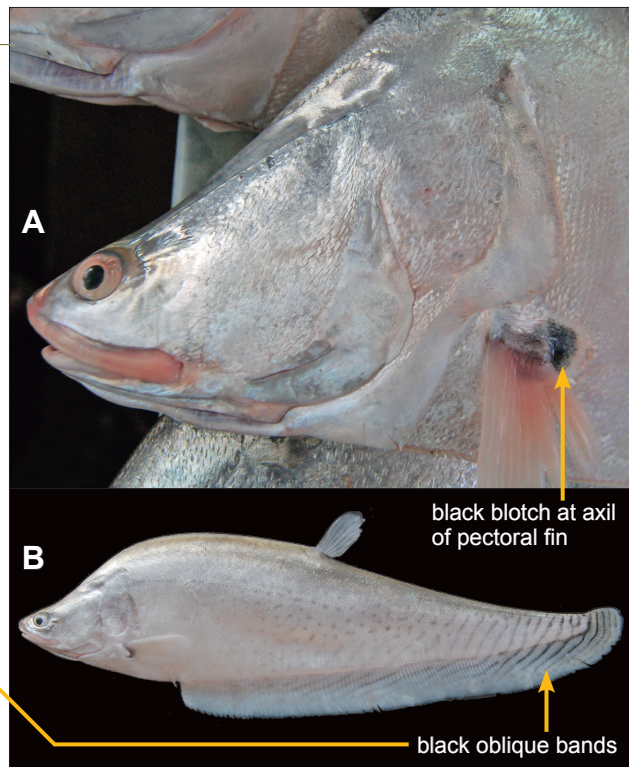 A
black blotch at axil
of pectoral fin
B
black oblique bands